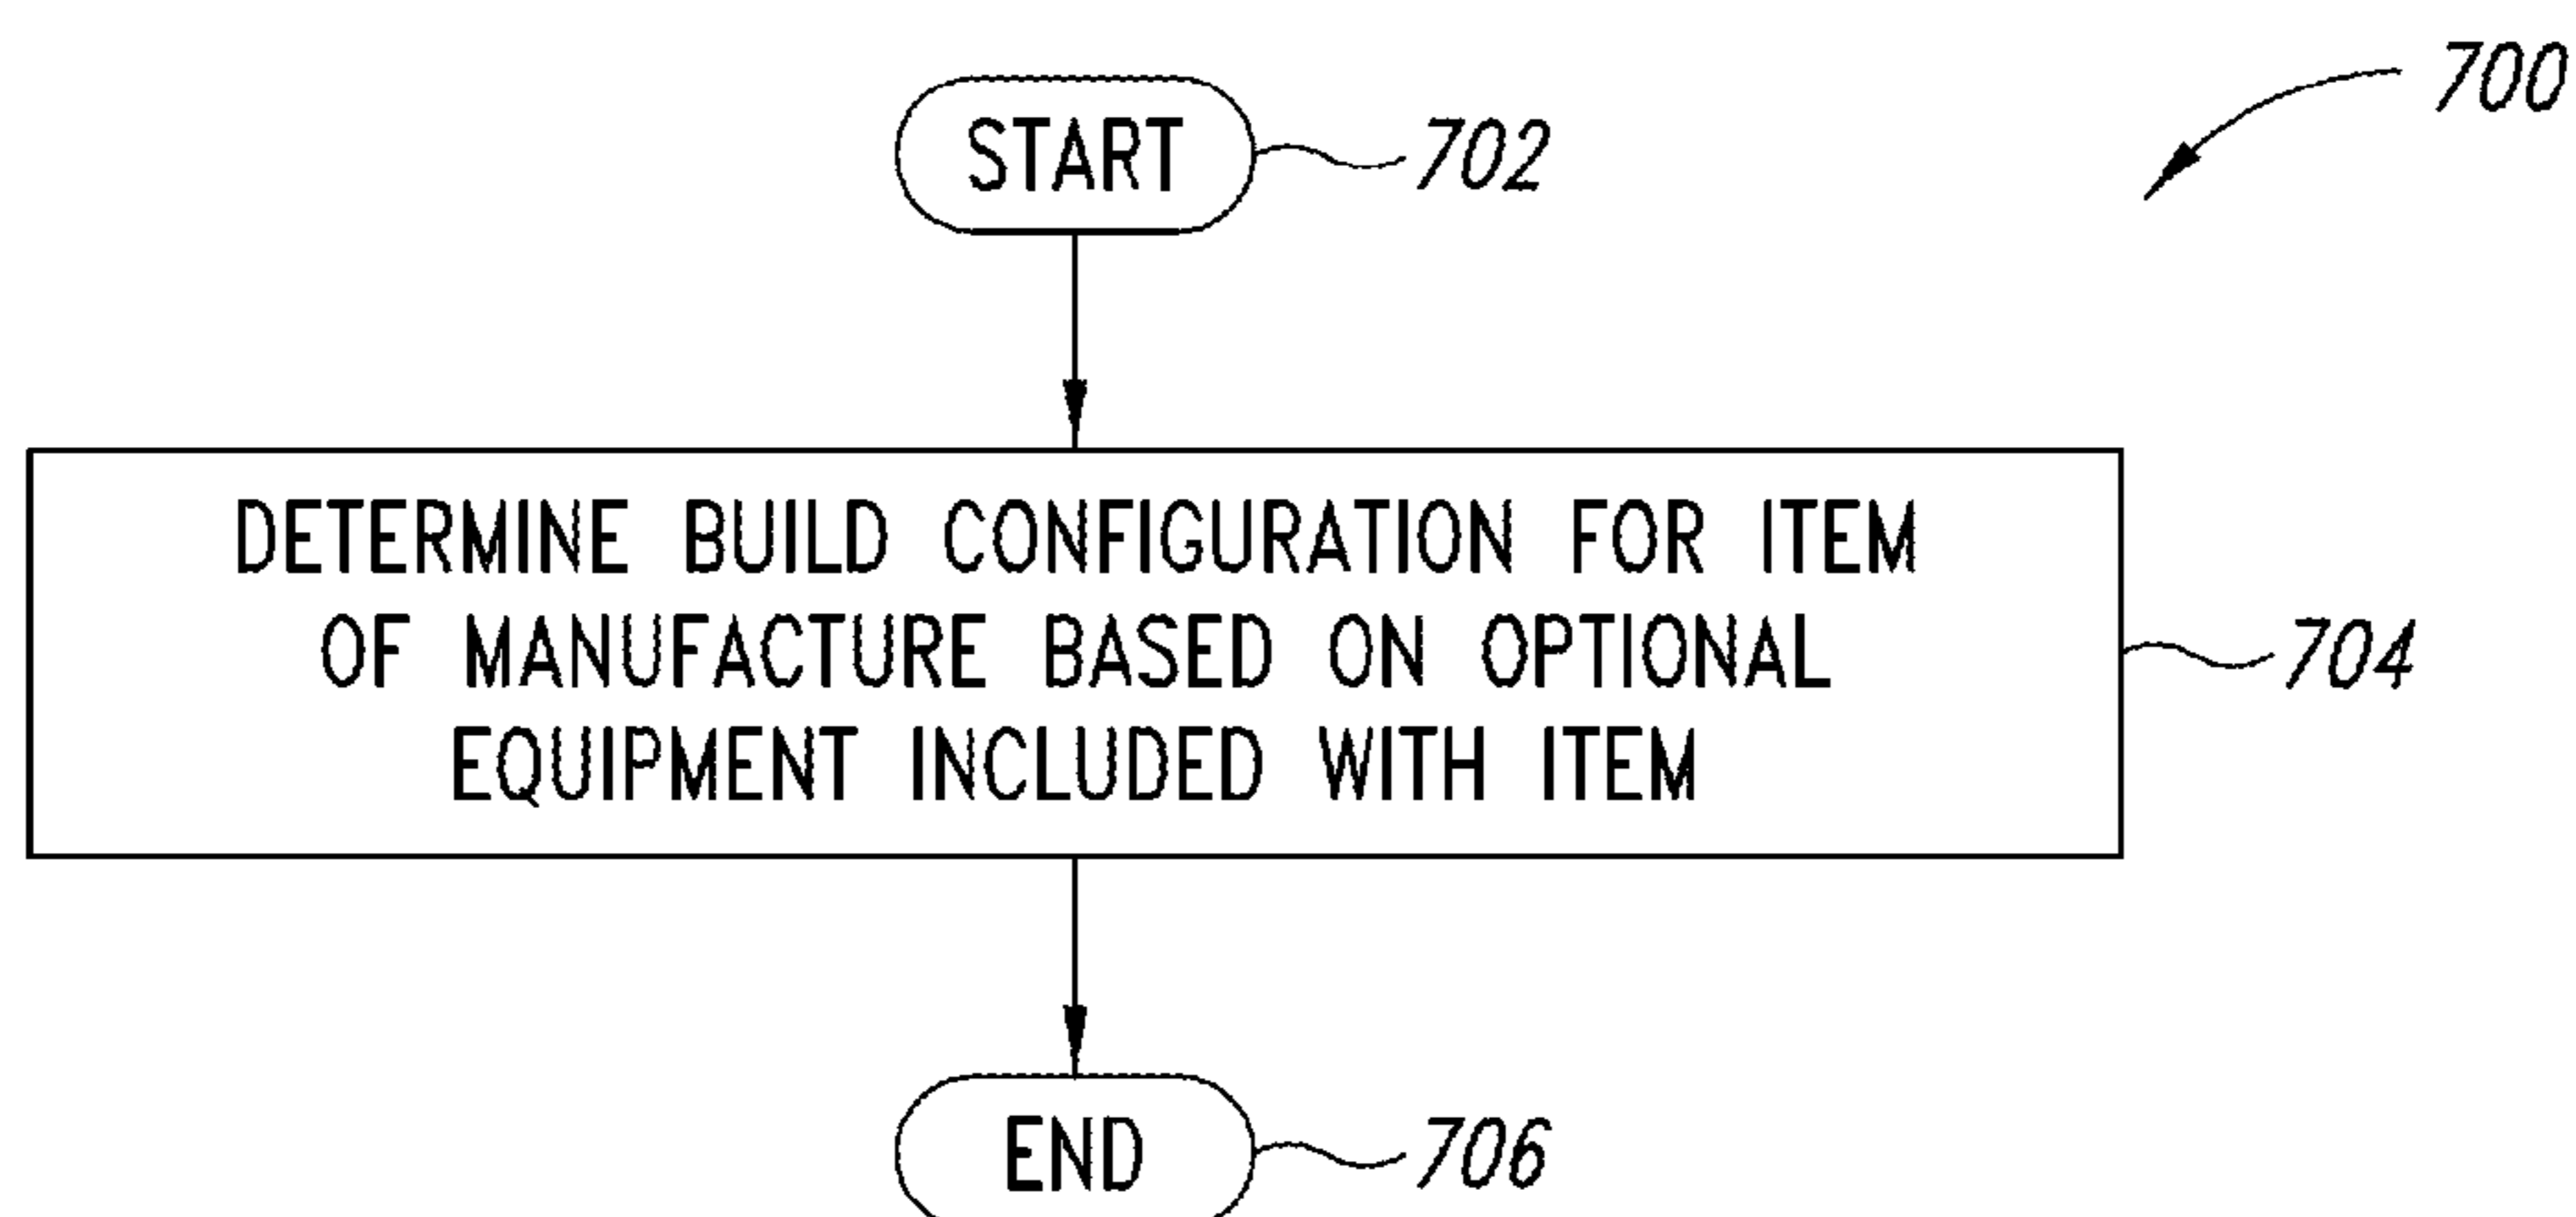 700
START
702
DETERMINE BUILD CONFIGURATION FOR ITEM
OF MANUFACTURE BASED ON OPTIONAL
EQUIPMENT INCLUDED WITH ITEM
704
END
706